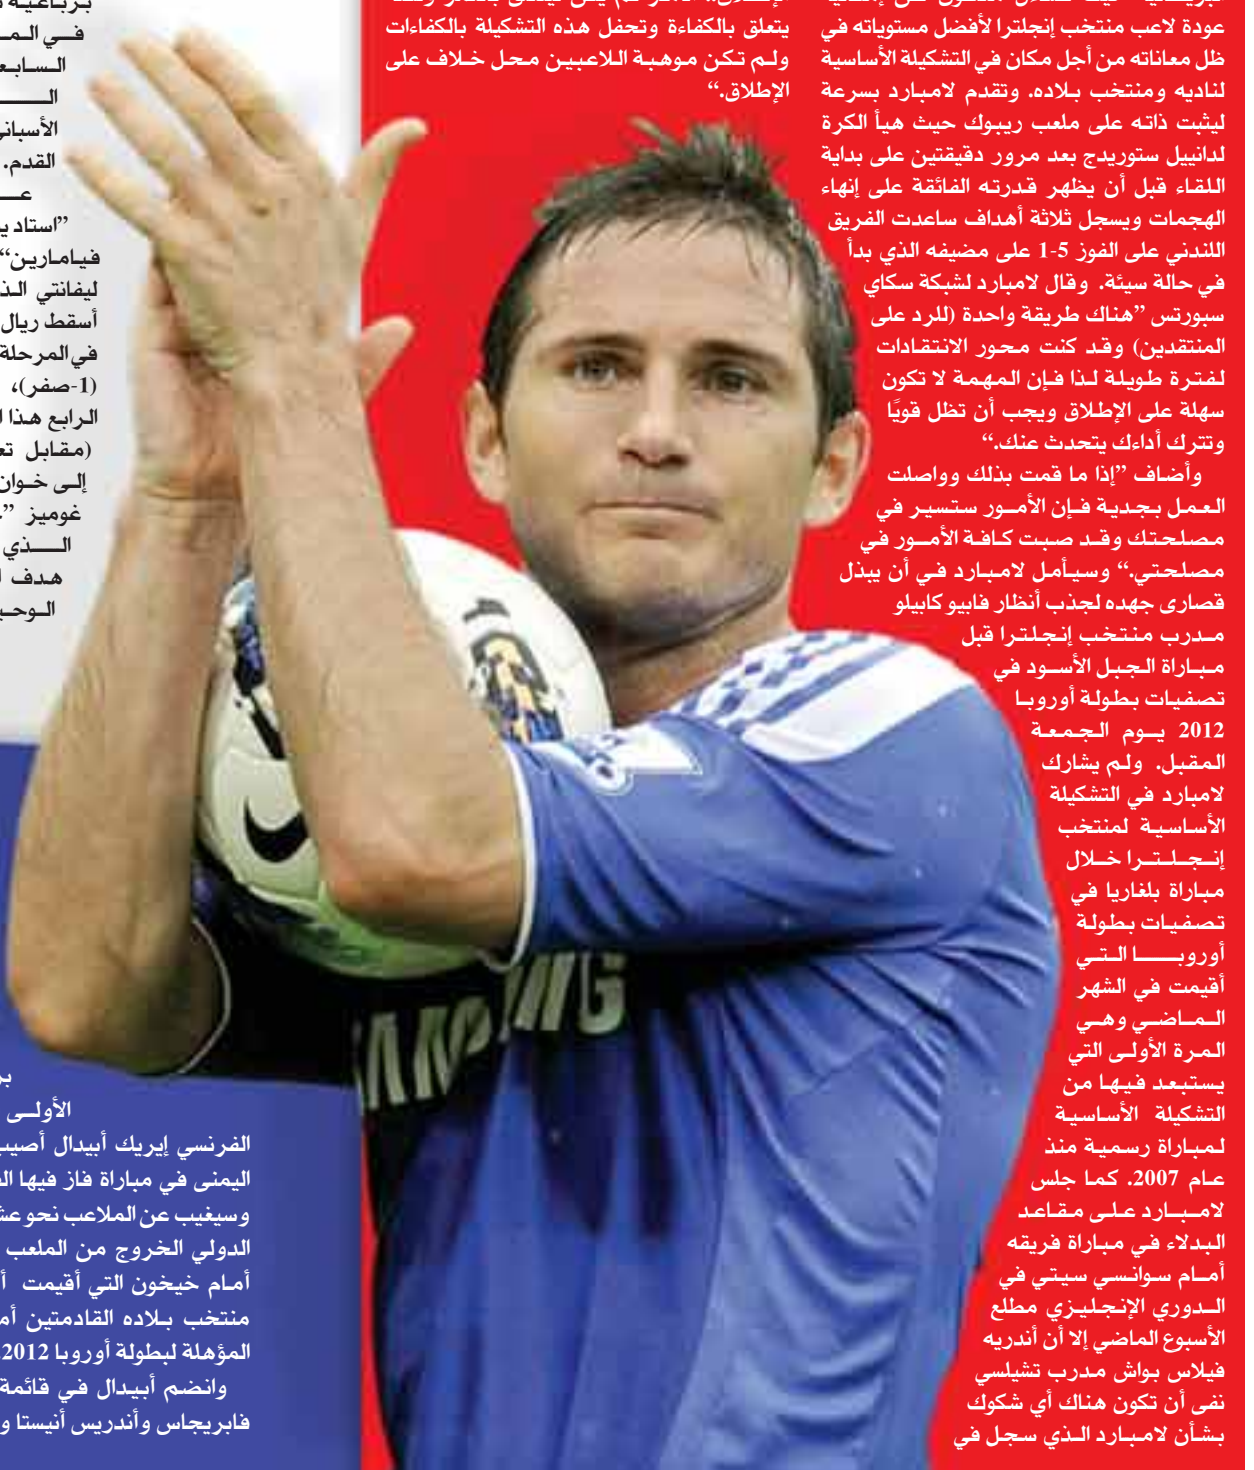 عودة لاعب منتخب إنجلترا لأفضل مستوياته في
ظل معاناته من أجل مكان في التشكيلة الأساسية
لناديه ومنتخب بلاده. وتقدم لامبارد بسرعة
ليثبت ذاته على ملعب ريبوك حيث هيأ الكرة
لدانييل ستوريدج بعد مرور دقيقتين على بداية
اللقاء قبل أن يظهر قدرته الفائقة على إنهاء
الهجمات ويسجل ثلاثة أهداف ساعدت الفريق
اللندني على الفوز 5-1 على مضيفه الذي بدأ
في حالة سيئة. وقال لامبارد لشبكة سكاي
سبورتس ”هناك طريقة واحدة (للرد على
المنتقدين) وقد كنت محور الانتقادات
لفترة طويلة لذا فإن المهمة لا تكون
سهلة على الإطلاق ويجب أن تظل قويًا
وتترك أداءك يتحدث عنك.“
وأضاف ”إذا ما قمت بذلك وواصلت
العمل بجدية فإن الأمور ستسير في
مصلحتك وقد صبت كافة الأمور في
مصلحتي.“ وسيأمل لامبارد في أن يبذل
قصارى جهده لجذب أنظار فابيو كابيلو
مدرب منتخب إنجلترا قبل
مباراة الجبل الأسود في
تصفيات بطولة أوروبا
2012 يوم الجمعة
المقبل. ولم يشارك
لامبارد في التشكيلة
الأساسية لمنتخب
إنجلترا خلال
مباراة بلغاريا في
تصفيات بطولة
أوروبا التي
أقيمت في الشهر
الماضي وهي
المرة الأولى التي
يستبعد فيها من
التشكيلة الأساسية
لمباراة رسمية منذ
عام 2007. كما جلس
لامبارد على مقاعد
البدلاء في مباراة فريقه
أمام سوانسي سيتي في
الدوري الإنجليزي مطلع
الأسبوع الماضي إلا أن أندريه
فيلاس بواش مدرب تشيلسي
نفى أن تكون هناك أي شكوك
بشأن لامبارد الذي سجل في
يتعلق بالكفاءة وتحفل هذه التشكيلة بالكفاءات
ولم تكن موهبة اللاعبين محل خلاف على
الإطلاق.“
في
الأسباني
القدم.
”استاد
فيامارين“
ليفانتي
أسقط ريال
في المرحلة
(1-صفر)،
الرابع هذا
(مقابل
إلى خوان
غوميز
الذي
هدف
SAMSUNG
الأولى
الفرنسي إيريك أبيدال
اليمنى في مباراة فاز فيها
وسيغيب عن الملاعب نحو
الدولي الخروج من الملعب
أمام خيخون التي أقيمت
منتخب بلاده القادمتين
المؤهلة لبطولة أوروبا 2012
وانضم أبيدال في قائمة
فابريجاس وأندريس أنيستا